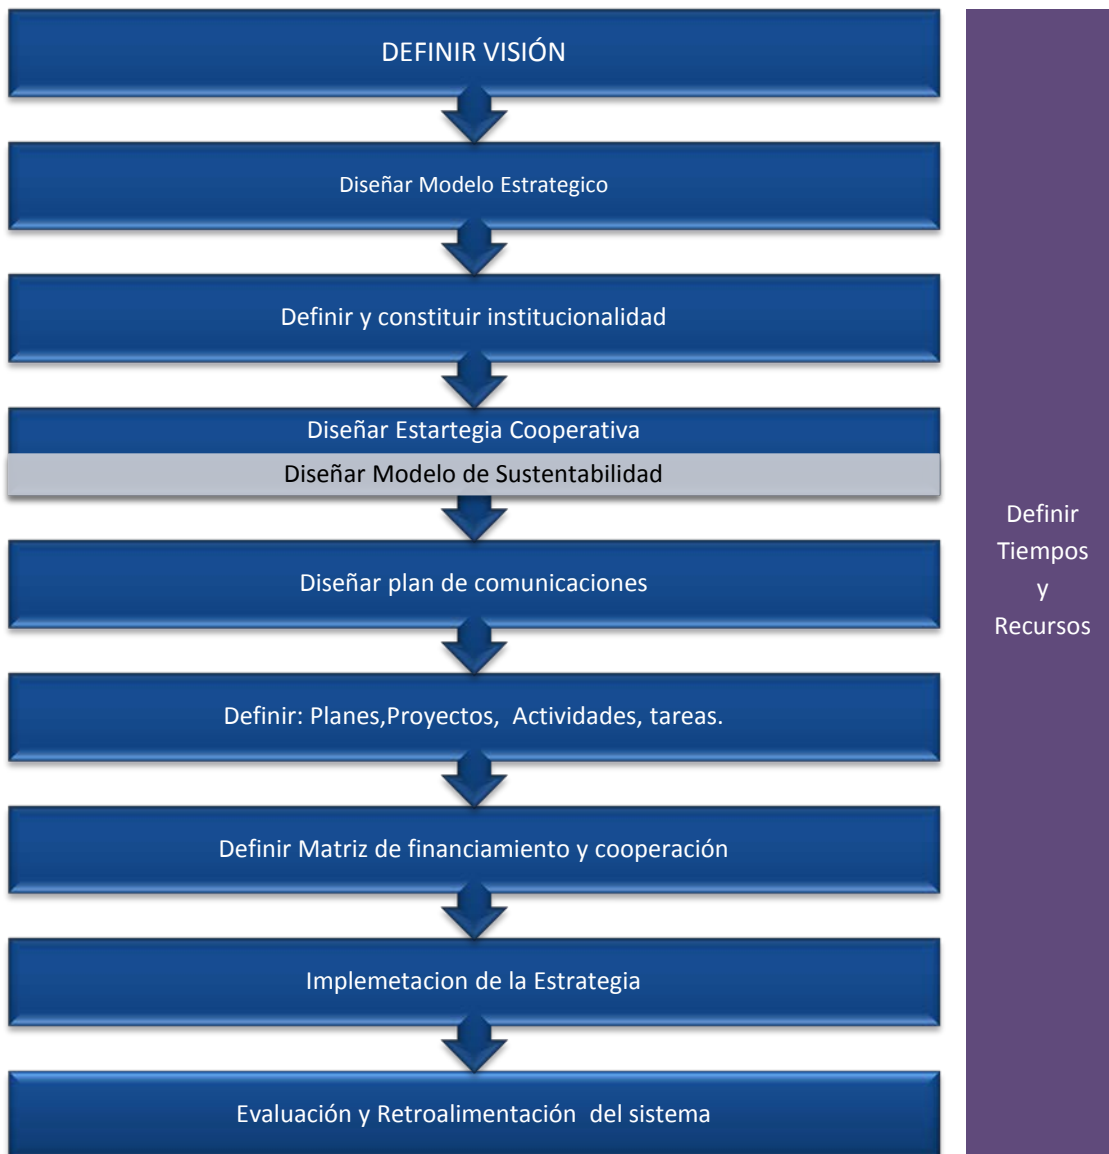 DEFINIR VISIÓN
Diseñar Modelo Estrategico
Definir y constituir institucionalidad
Diseñar Estartegia Cooperativa
Diseñar Modelo de Sustentabilidad
Diseñar plan de comunicaciones
Definir: Planes,Proyectos, Actividades, tareas.
Definir Matriz de financiamiento y cooperación
Implemetacion de la Estrategia
Evaluación y Retroalimentación del sistema
Definir
Tiempos
y
Recursos